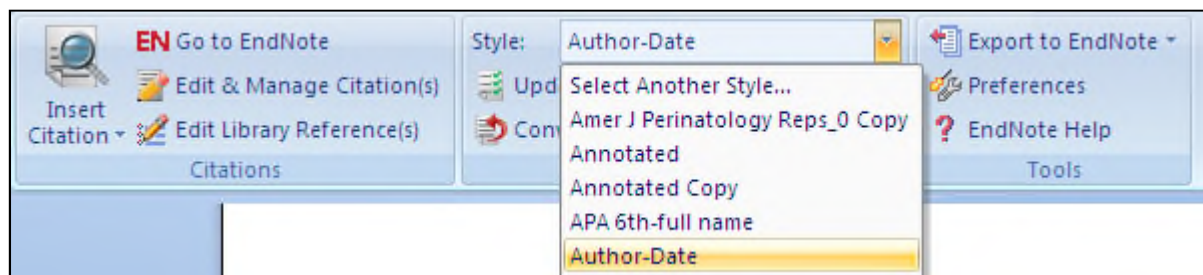 Insert
Citation
EN Go to EndNote
Edit & Manage Citation(s)
Edit Library Reference(s)
Citations
Style: Author-Date
Upd
Conv
Select Another Style...
Amer J Perinatology Reps_0 Copy
Annotated
Annotated Copy
APA 6th-full name
Author-Date
Export to EndNote
Preferences
? EndNote Help
Tools